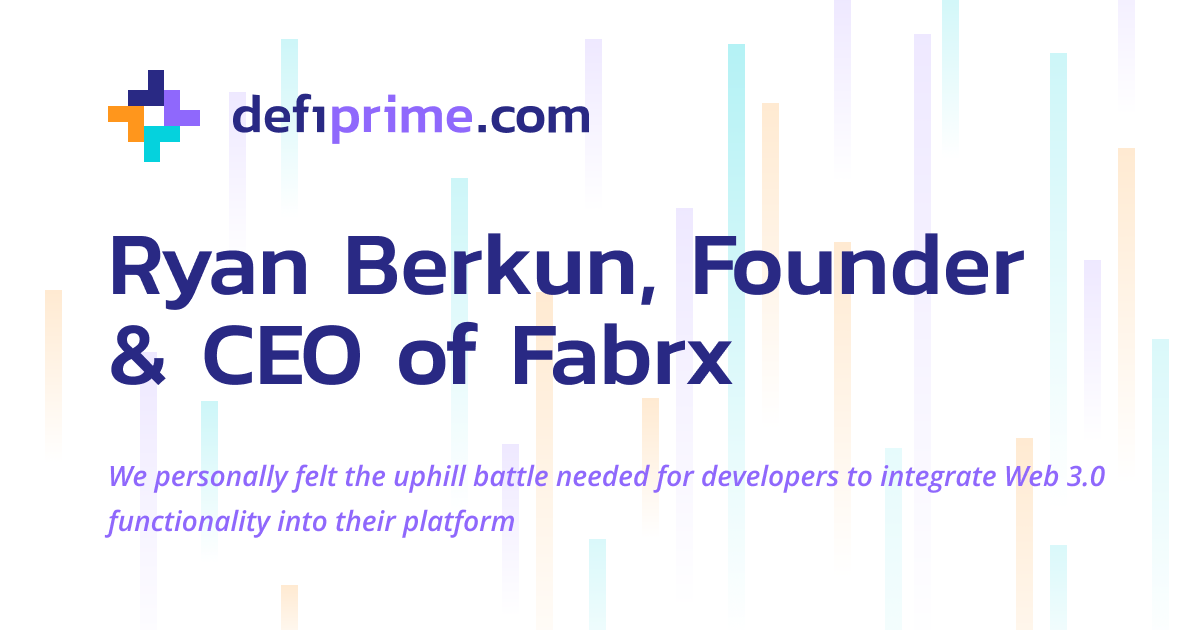 defiprime.com
Ryan Berkun, Founder
& CEO of Fabrx
We personally felt the uphill battle needed for developers to integrate Web 3.0
functionality into their platform